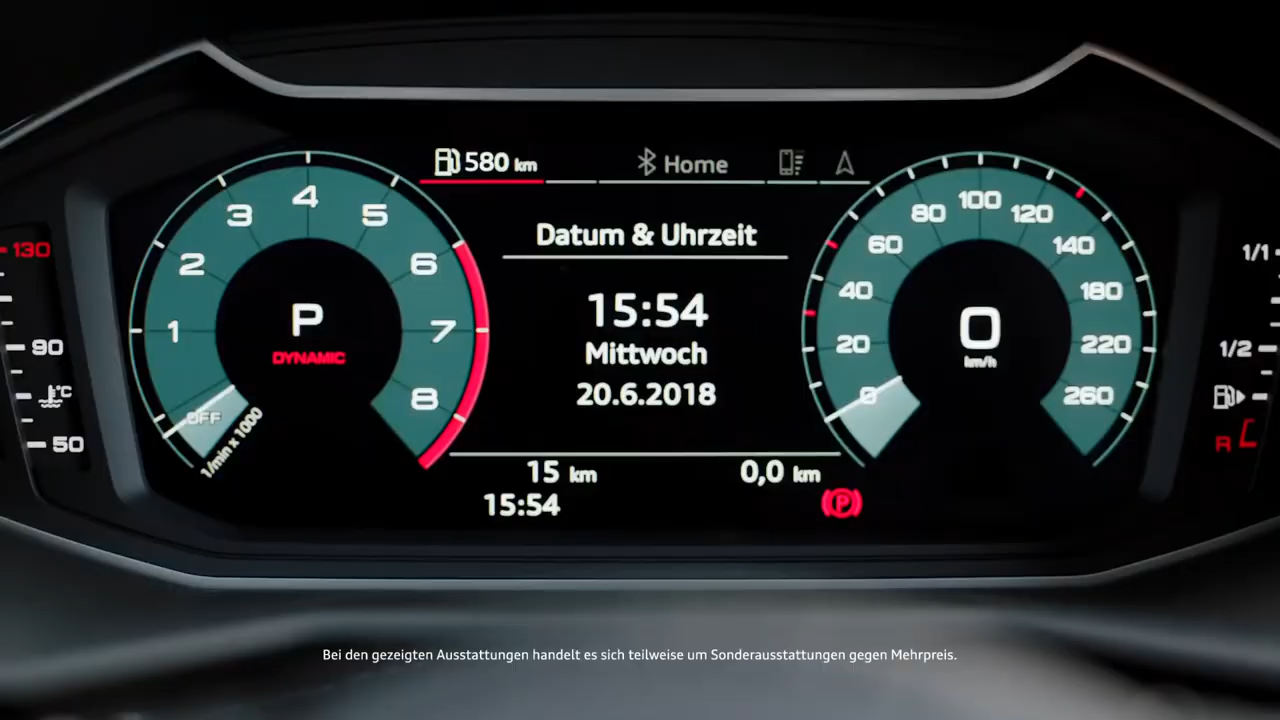 580 km
Home
Datum & Uhrzeit
15:54
Mittwoch
20.6.2018
15 km
0,0 km
15:54
P
130
90
°C
50
OFF
1
2
3
4
5
6
7
8
1/min x 1000
P
DYNAMIC
0
20
40
60
80
100
120
140
180
220
260
0
km/h
1/1
1/2
R
Bei den gezeigten Ausstattungen handelt es sich teilweise um Sonderausstattungen gegen Mehrpreis.